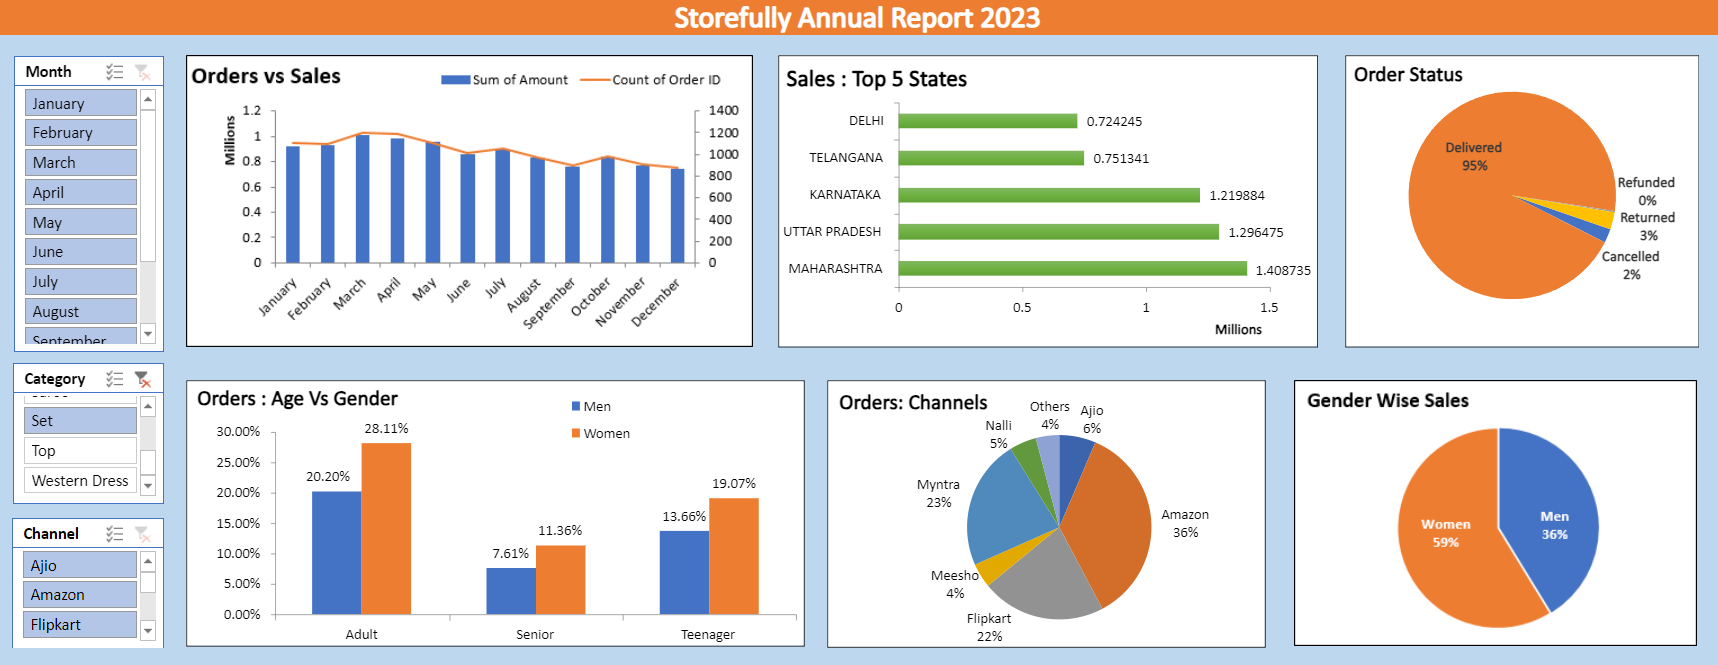 Storefully Annual Report 2023
Month
January
February
March
April
May
June
July
August
September
Category
Set
Top
Western Dress
Channel
Ajio
Amazon
Flipkart
Orders vs Sales
Sum of Amount
Count of Order ID
Millions
1.2
1
0.8
0.6
0.4
0.2
0
1400
1200
1000
800
600
400
200
0
January
February
March
April
May
June
July
August
September
October
November
December
Sales : Top 5 States
DELHI 0.724245
TELANGANA 0.751341
KARNATAKA 1.219884
UTTAR PRADESH 1.296475
MAHARASHTRA 1.408735
0 0.5 1 1.5
Millions
Order Status
Delivered
95%
Refunded
0%
Returned
3%
Cancelled
2%
Orders : Age Vs Gender
Men
Women
30.00%
25.00%
20.00%
15.00%
10.00%
5.00%
0.00%
20.20%
28.11%
7.61%
11.36%
13.66%
19.07%
Adult
Senior
Teenager
Orders: Channels
Others
4%
Ajio
6%
Nalli
5%
Myntra
23%
Amazon
36%
Meesho
4%
Flipkart
22%
Gender Wise Sales
Women
59%
Men
36%